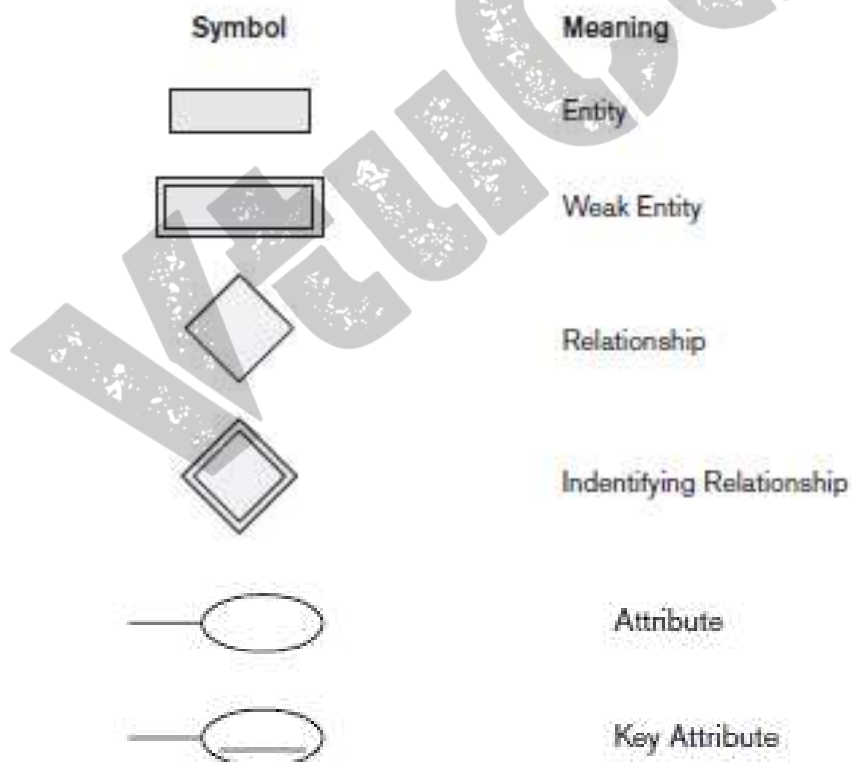 Symbol Meaning
Entity
Weak Entity
Relationship
Indentifying Relationship
Attribute
Key Attribute